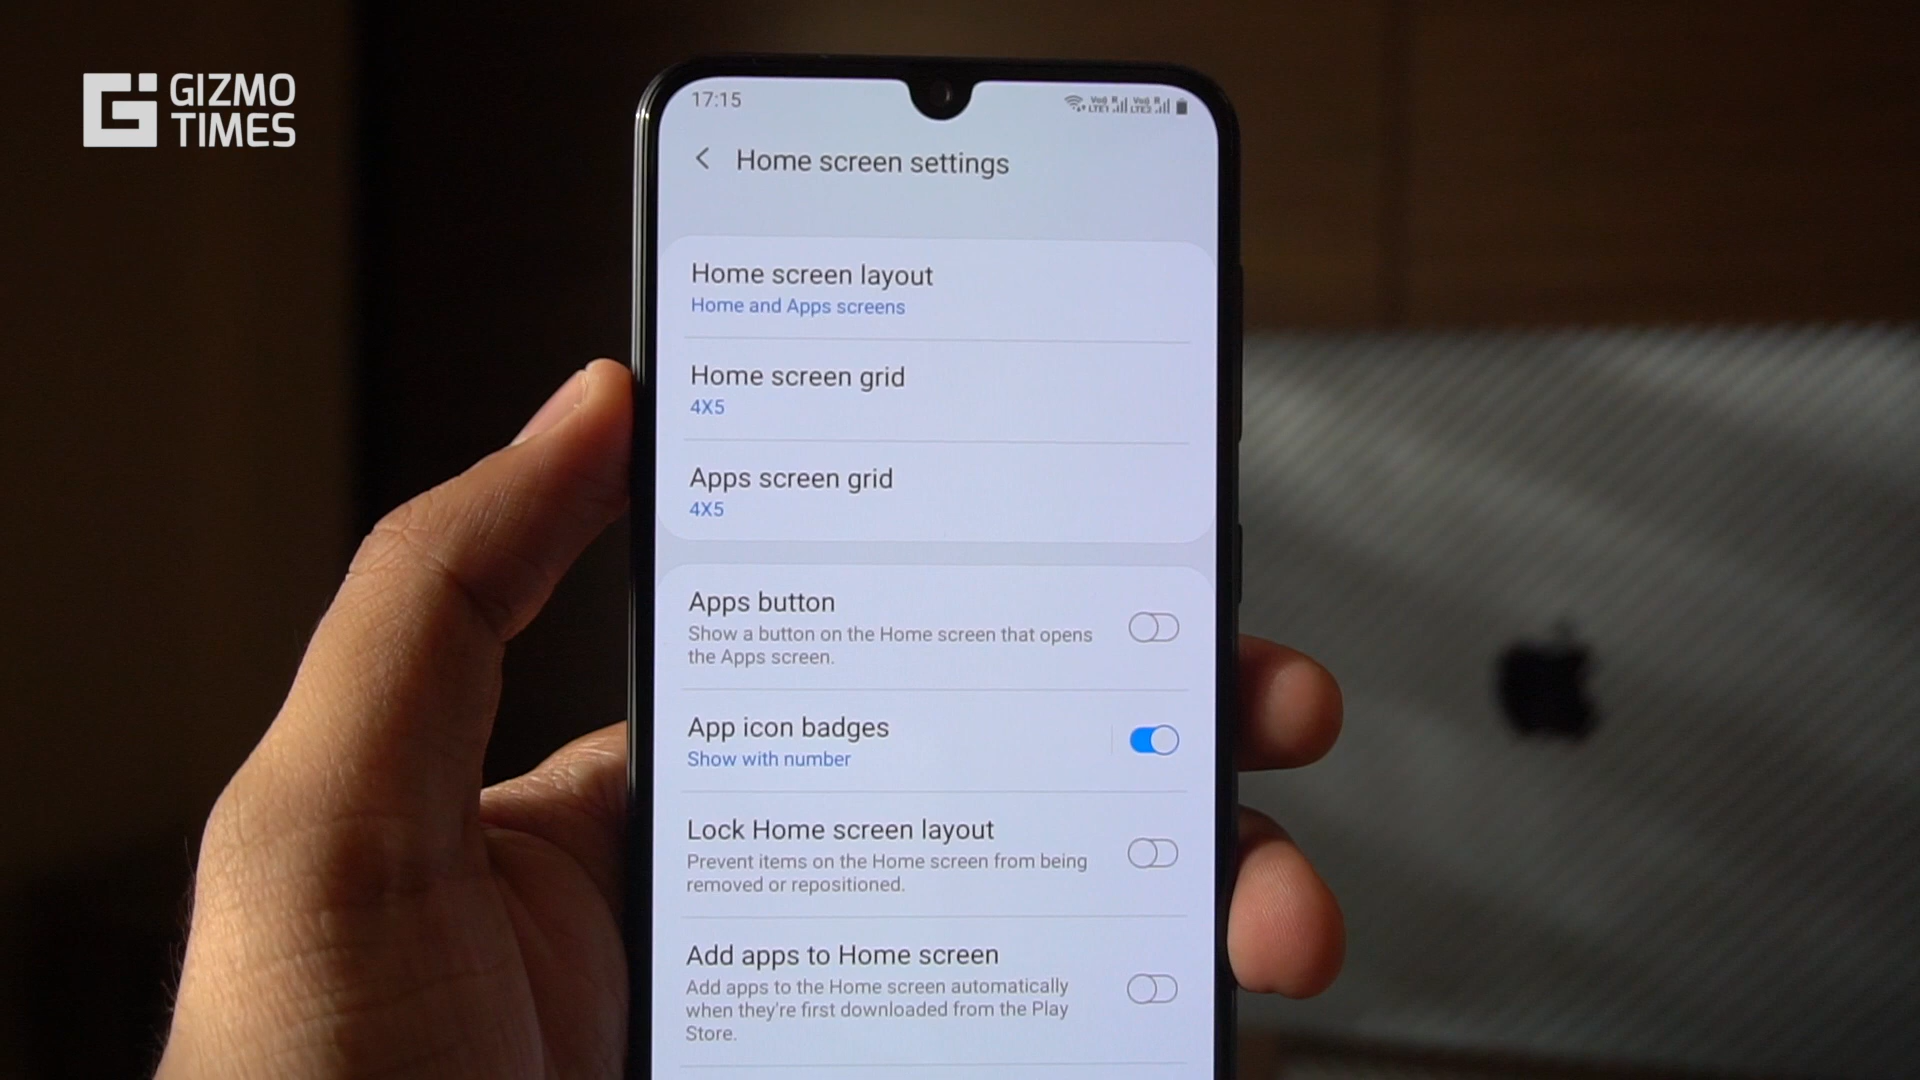 GIZMO
TIMES
17:15
Home screen settings
Home screen layout
Home and Apps screens
Home screen grid
4X5
Apps screen grid
4X5
Apps button
Show a button on the Home screen that opens
the Apps screen.
App icon badges
Show with number
Lock Home screen layout
Prevent items on the Home screen from being
removed or repositioned.
Add apps to Home screen
Add apps to the Home screen automatically
when they're first downloaded from the Play
Store.